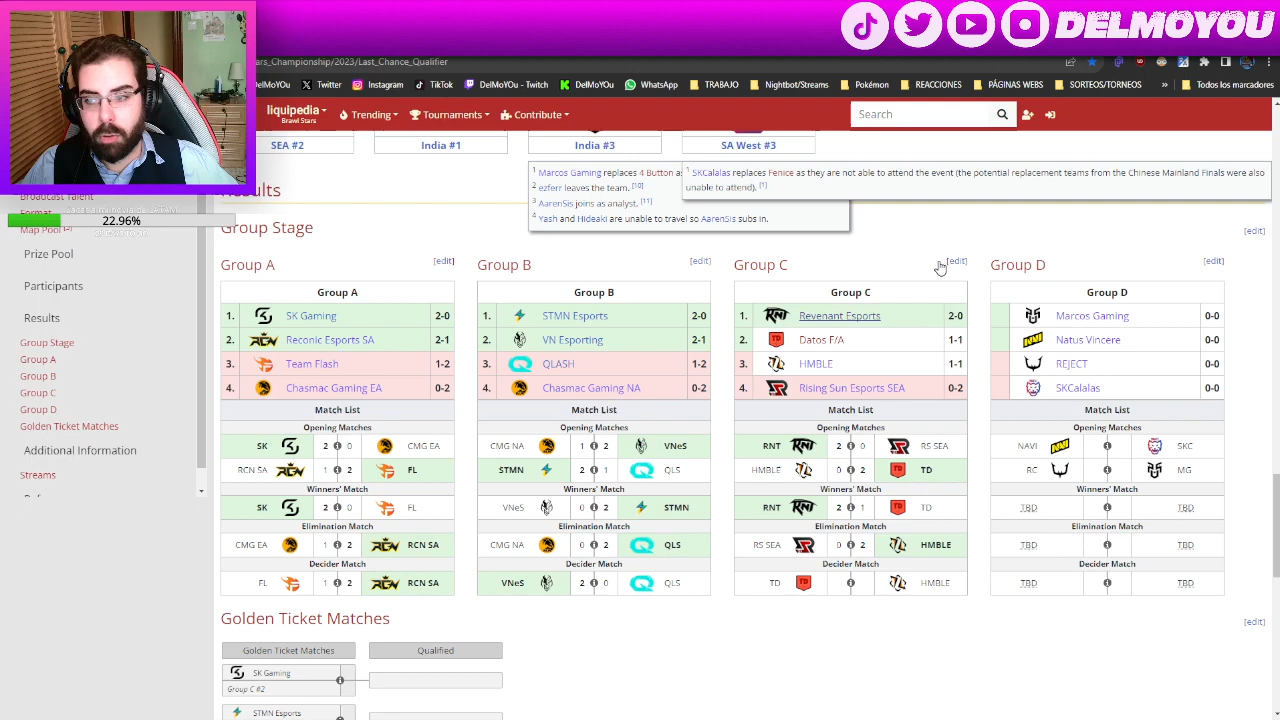 DELMOYOU
ars_Championship/2023/Last_Chance_Qualifier
DelMoYOu Instagram Twitter TikTok DelMoYOu - Twitch DelMoYOu WhatsApp TRABAJO Nightbot/Streams Pokémon REACCIONES PÁGINAS WEBS SORTEOS/TORNEOS » Todos los marcadores
liquipedia
Brawl Stars
Trending Tournaments Contribute
Search
SEA #2 India #1 India #3 SA West #3
1 Marcos Gaming replaces 4 Button as
2 ezferr leaves the team. [10]
3 AarenSis joins as analyst. [11]
4 Yash and Hideaki are unable to travel so AarenSis subs in.
1 SKCalalas replaces Fenice as they are not able to attend the event (the potential replacement teams from the Chinese Mainland Finals were also
unable to attend). [1]
Broadcast Talent
Format
22.96%
Map Pool
Prize Pool
Participants
Results
Group Stage
Group A
Group B
Group C
Group D
Golden Ticket Matches
Additional Information
Streams
Results
Group Stage
[edit]
Group A [edit]
Group A
1. SK Gaming 2-0
2. Reconic Esports SA 2-1
3. Team Flash 1-2
4. Chasmac Gaming EA 0-2
Match List
Opening Matches
SK 2 0 CMG EA
RCN SA 1 2 FL
Winners' Match
SK 2 0 FL
Elimination Match
CMG EA 1 2 RCN SA
Decider Match
FL 1 2 RCN SA
Group B [edit]
Group B
1. STMN Esports 2-0
2. VN Esporting 2-1
3. QLASH 1-2
4. Chasmac Gaming NA 0-2
Match List
Opening Matches
CMG NA 1 2 VNeS
STMN 2 1 QLS
Winners' Match
VNeS 0 2 STMN
Elimination Match
CMG NA 0 2 QLS
Decider Match
VNeS 2 0 QLS
Group C [edit]
Group C
1. Revenant Esports 2-0
2. Datos F/A 1-1
3. HMBLE 1-1
4. Rising Sun Esports SEA 0-2
Match List
Opening Matches
RNT 2 0 RS SEA
HMBLE 0 2 TD
Winners' Match
RNT 2 1 TD
Elimination Match
RS SEA 0 2 HMBLE
Decider Match
TD HMBLE
Group D [edit]
Group D
Marcos Gaming 0-0
Natus Vincere 0-0
REJECT 0-0
SKCalalas 0-0
Match List
Opening Matches
NAVI SKC
RC MG
Winners' Match
TBD TBD
Elimination Match
TBD TBD
Decider Match
TBD TBD
Golden Ticket Matches
[edit]
Golden Ticket Matches Qualified
SK Gaming
Group C #2
STMN Esports